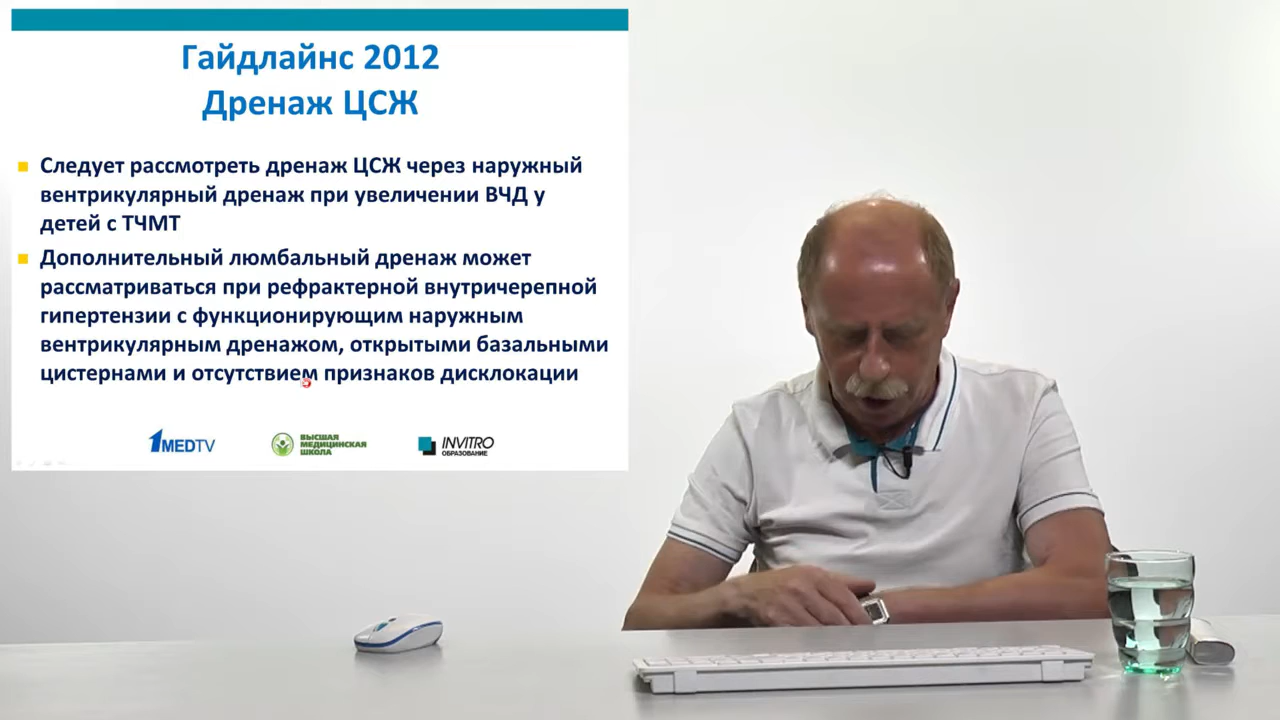 Гайдлайнс 2012
Дренаж ЦСЖ
Следует рассмотреть дренаж ЦСЖ через наружный
вентрикулярный дренаж при увеличении ВЧД у
детей с ТЧМТ
Дополнительный люмбальный дренаж может
рассматриваться при рефрактерной внутричерепной
гипертензии с функционирующим наружным
вентрикулярным дренажом, открытыми базальными
цистернами и отсутствием признаков дисклокации
1MEDTV
ВЫСШАЯ
МЕДИЦИНСКАЯ
ШКОЛА
INVITRO
ОБРАЗОВАНИЕ